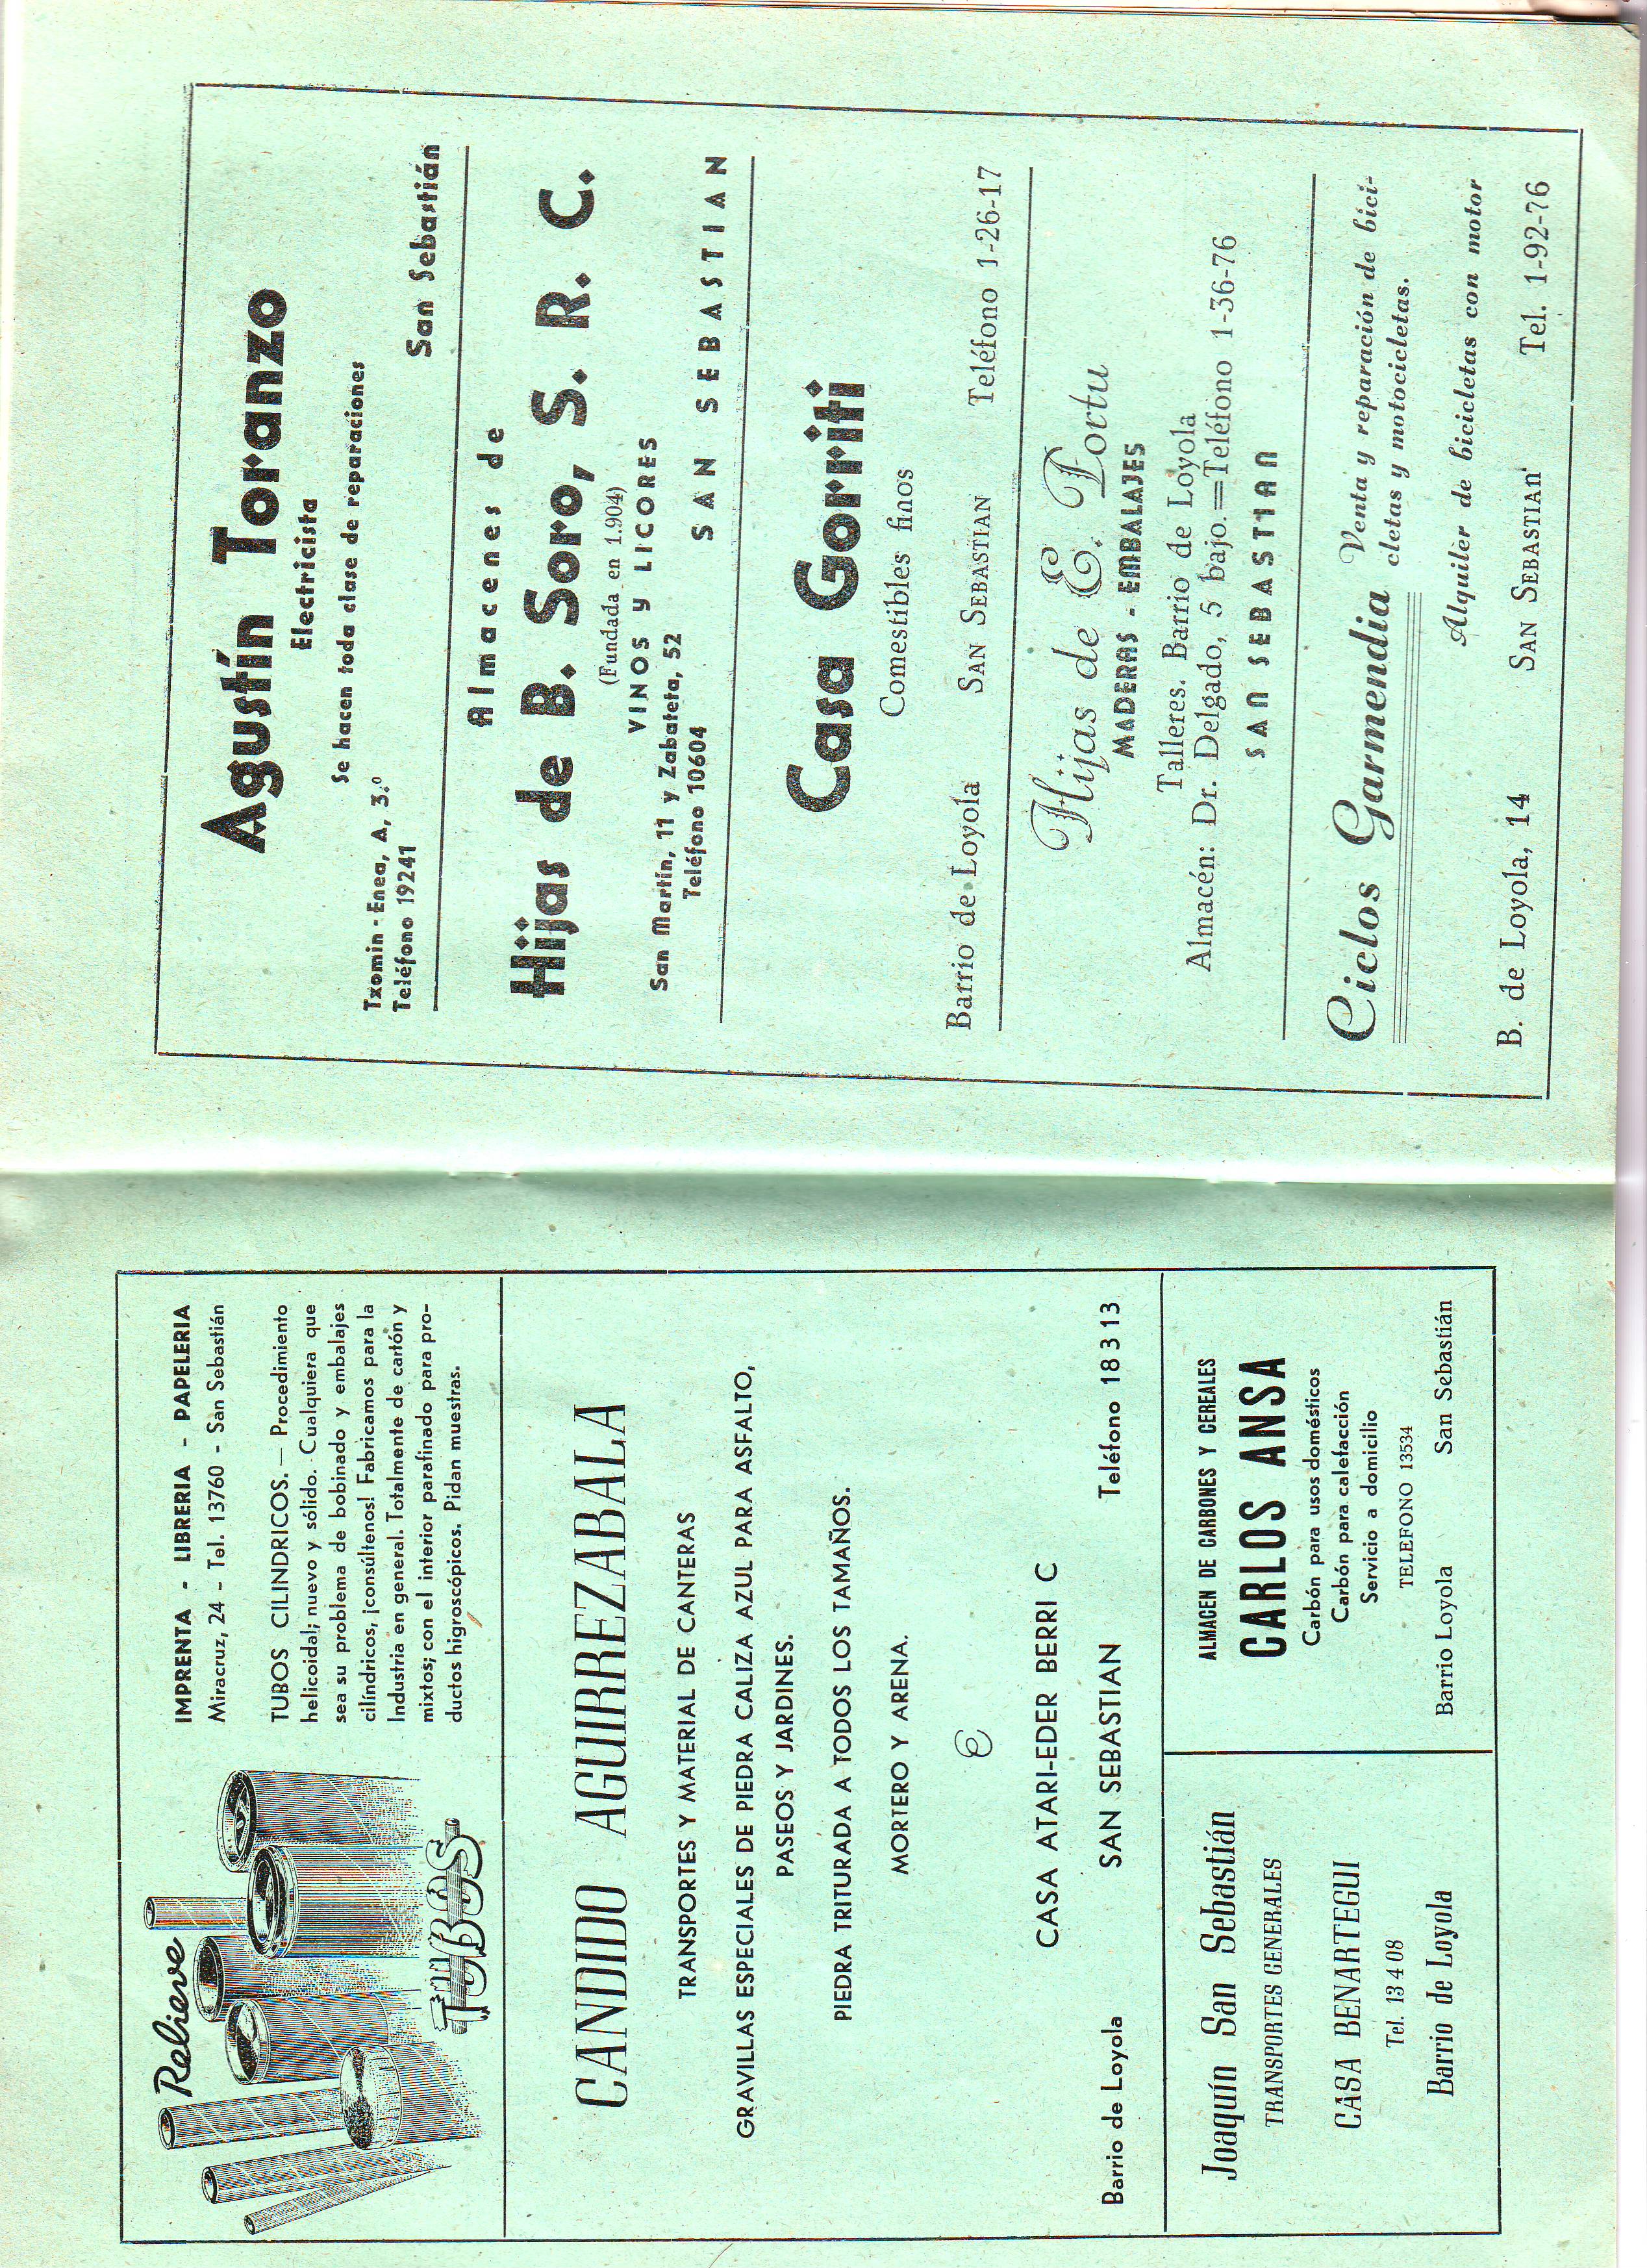 Relieve
TUBOS
IMPRENTA - LIBRERIA - PAPELERIA
Miracruz, 24 - Tel. 13760 - San Sebastián
TUBOS CILINDRICOS. — Procedimiento
helicoidal; nuevo y sólido. - Cualquiera que
sea su problema de bobinado y embalajes
cilíndricos, ¡consúltenos! Fabricamos para la
Industria en general. Totalmente de cartón y
mixtos; con el interior parafinado para pro-
ductos higroscópicos. Pidan muestras.
CANDIDO AGUIRREZABALA
TRANSPORTES Y MATERIAL DE CANTERAS
GRAVILLAS ESPECIALES DE PIEDRA CALIZA AZUL PARA ASFALTO,
PASEOS Y JARDINES.
PIEDRA TRITURADA A TODOS LOS TAMAÑOS.
MORTERO Y ARENA.
CASA ATARI-EDER BERRI C
Barrio de Loyola SAN SEBASTIAN Teléfono 18313
Joaquín San Sebastián
TRANSPORTES GENERALES
CASA BENARTEGUI
Tel. 13408
Barrio de Loyola
ALMACEN DE CARBONES Y CEREALES
CARLOS ANSA
Carbón para usos domésticos
Carbón para calefacción
Servicio a domicilio
TELEFONO 13534
Barrio Loyola San Sebastián
Agustín Toranzo
Electricista
Se hacen toda clase de reparaciones
Txomin - Enea, A, 3.º
Teléfono 19241 San Sebastián
Almacenes de
Hijas de B. Soro, S. R. C.
(Fundada en 1.904)
VINOS y LICORES
San Martín, 11 y Zabaleta, 52
Teléfono 10604 SAN SEBASTIAN
Casa Gorriti
Comestibles finos
Barrio de Loyola SAN SEBASTIAN Teléfono 1-26-17
Hijas de E. Portu
MADERAS - EMBALAJES
Talleres. Barrio de Loyola
Almacén: Dr. Delgado, 5 bajo.=Teléfono 1-36-76
SAN SEBASTIAN
Ciclos Garmendia Venta y reparación de bici-
cletas y motocicletas.
Alquiler de bicicletas con motor
B. de Loyola, 14 SAN SEBASTIAN Tel. 1-92-76